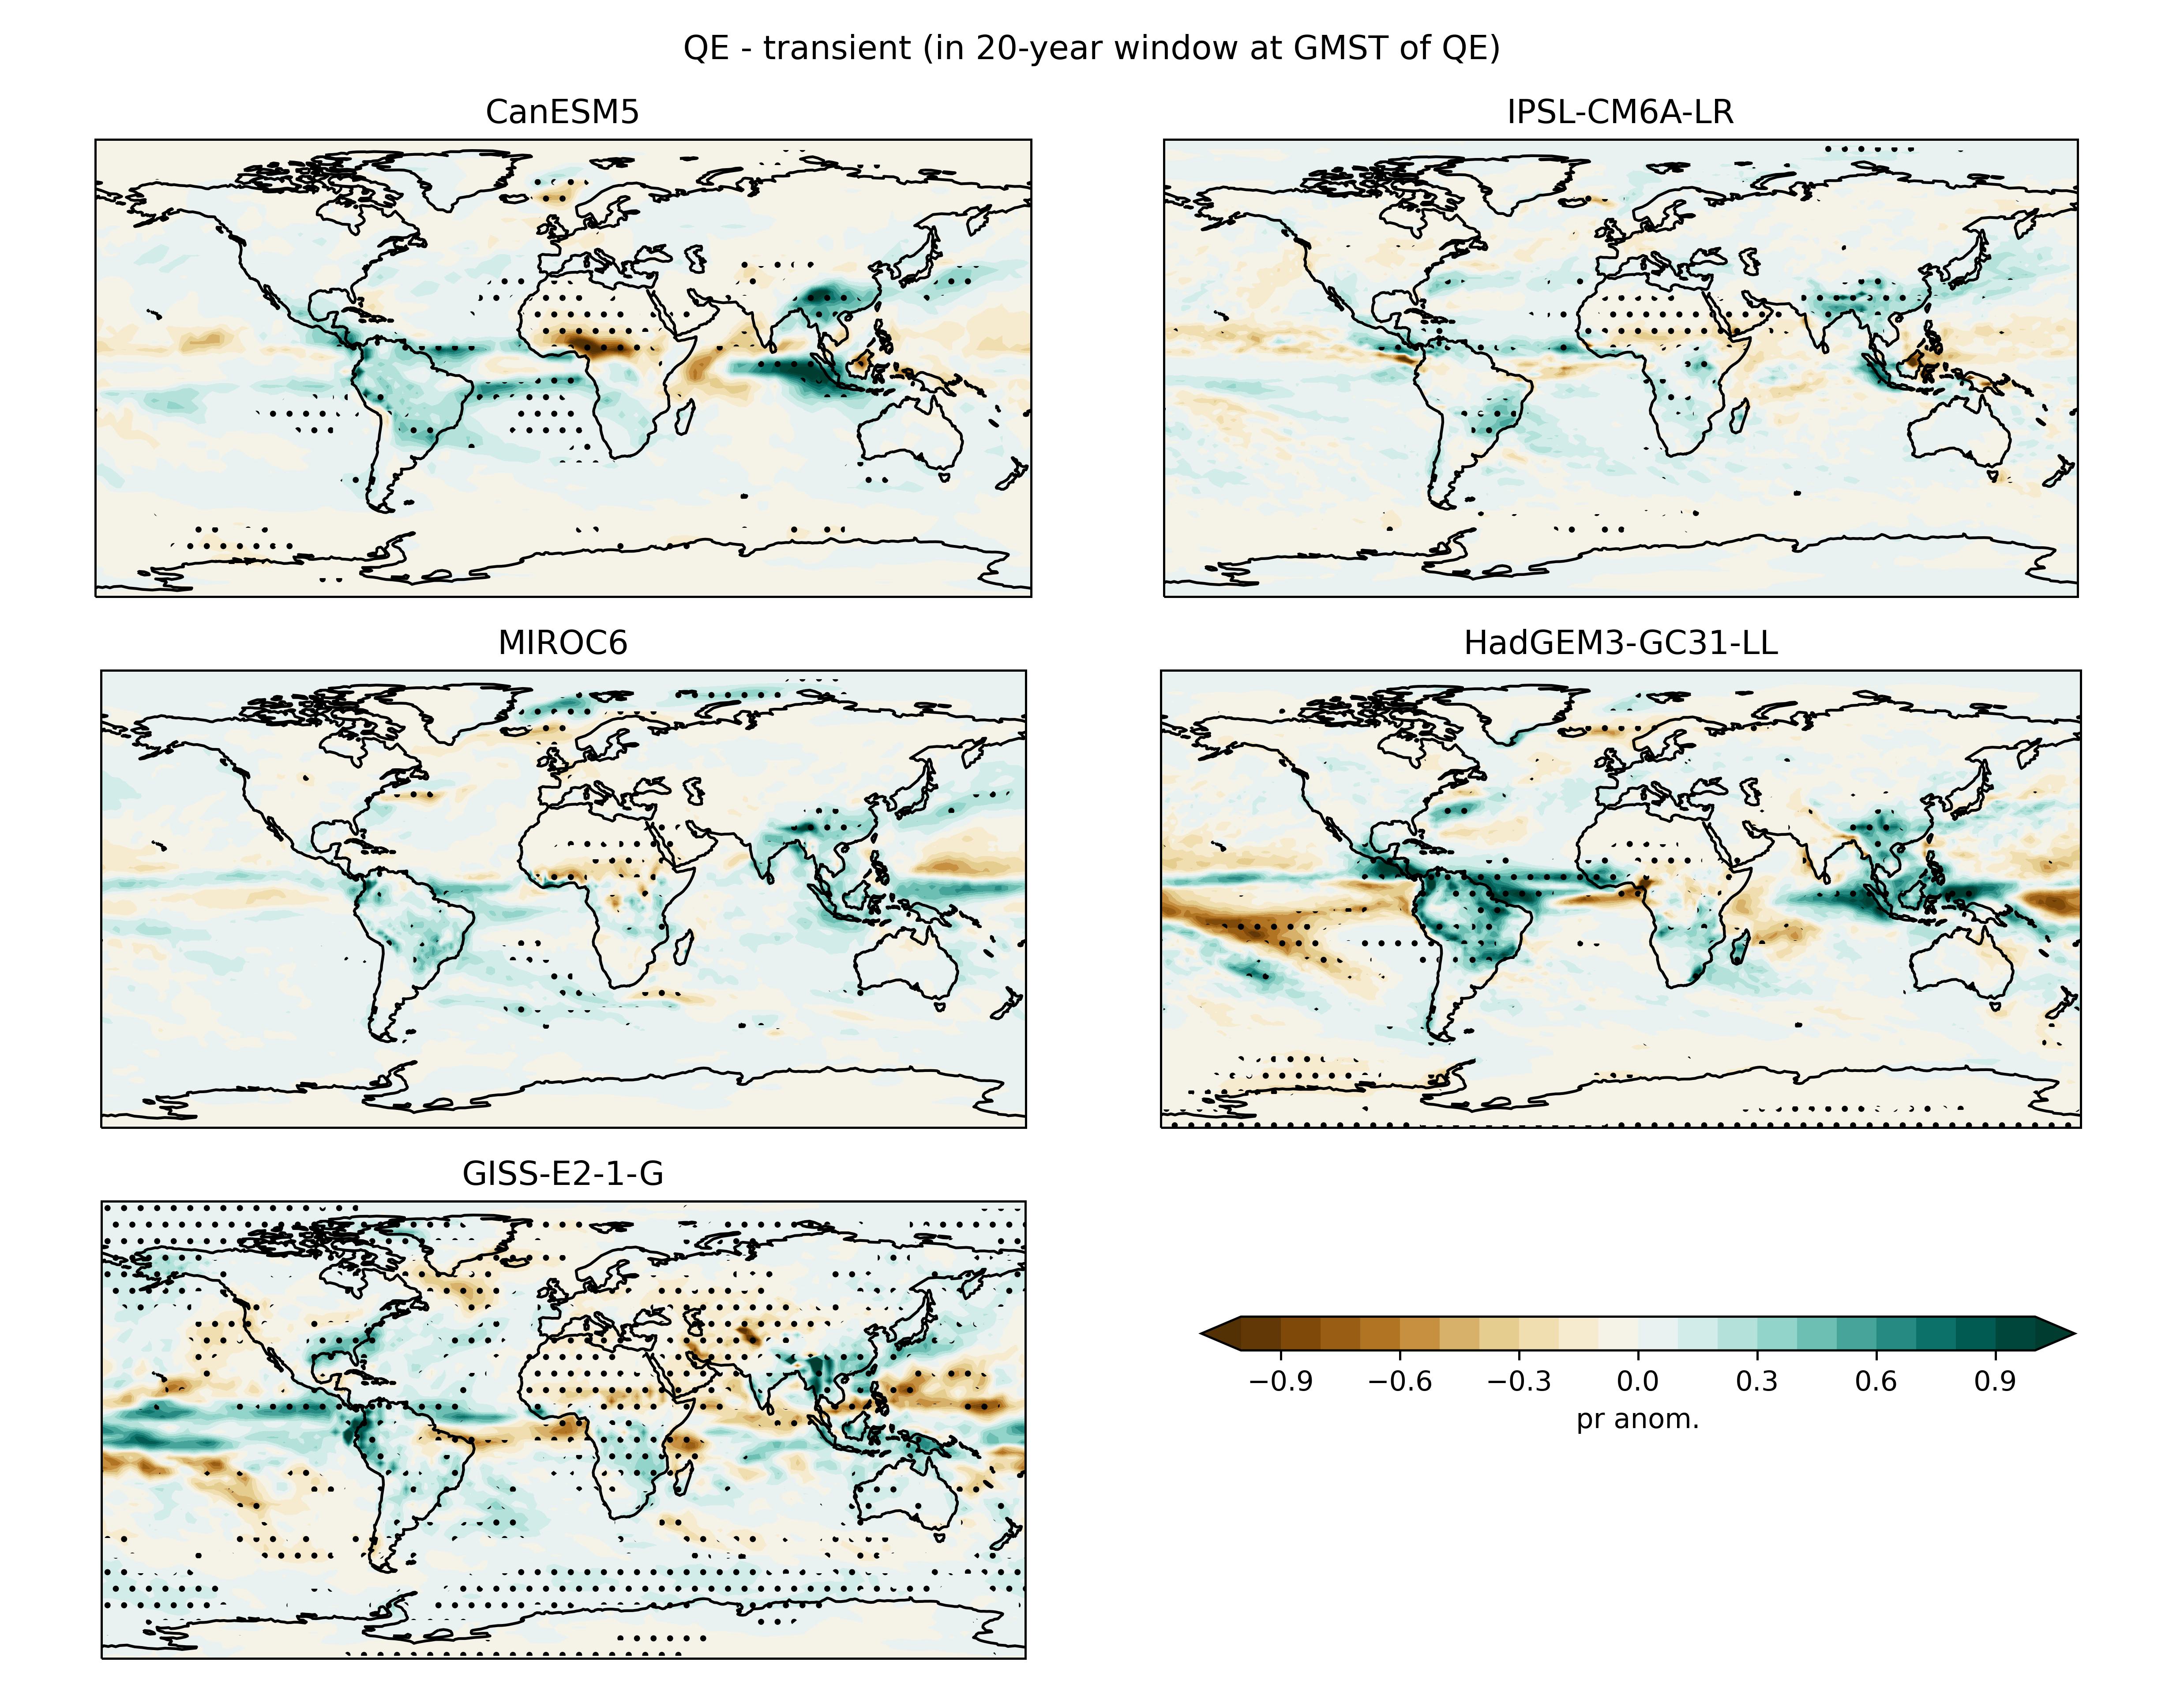 QE - transient (in 20-year window at GMST of QE)
CanESM5
IPSL-CM6A-LR
MIROC6
HadGEM3-GC31-LL
GISS-E2-1-G
−0.9 −0.6 −0.3 0.0 0.3 0.6 0.9
pr anom.